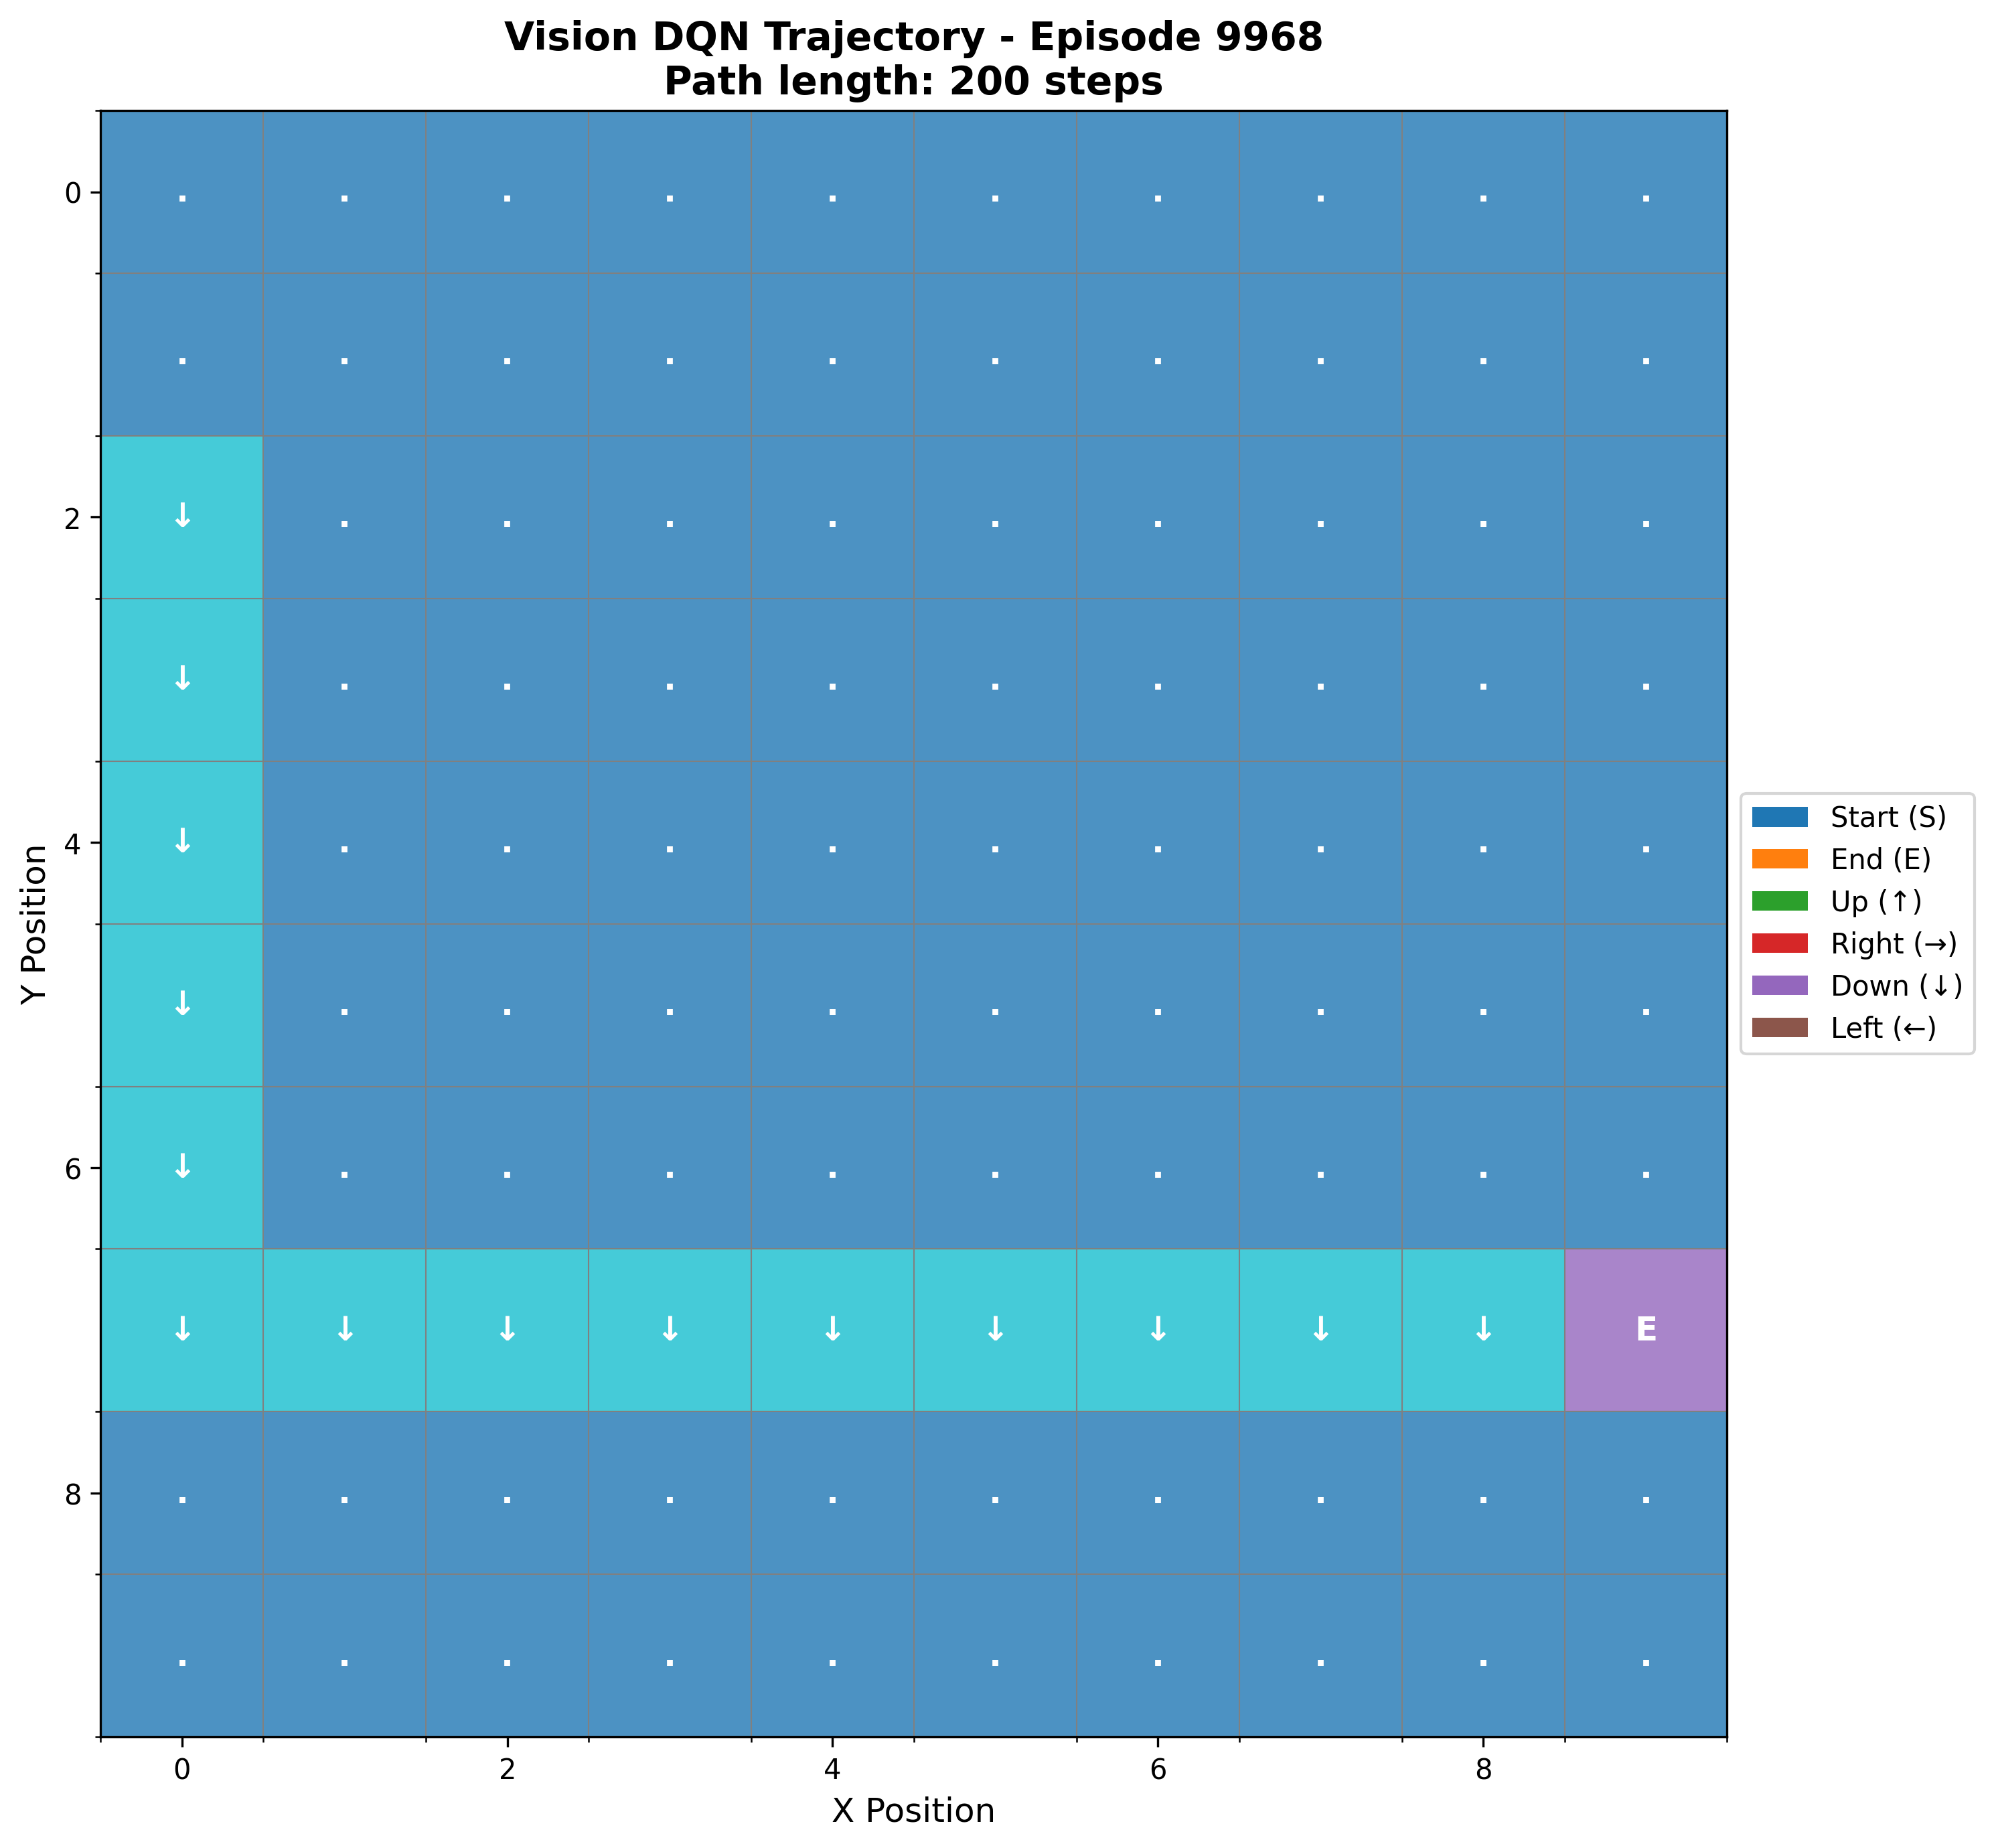 Vision DQN Trajectory - Episode 9968
Path length: 200 steps
0 . . . . . . . . . .
. . . . . . . . . .
2 ↓ . . . . . . . . .
↓ . . . . . . . . .
4 ↓ . . . . . . . . .
↓ . . . . . . . . .
6 ↓ . . . . . . . . .
↓ ↓ ↓ ↓ ↓ ↓ ↓ ↓ ↓ E
8 . . . . . . . . . .
. . . . . . . . . .
0 2 4 6 8
X Position
Y Position
Start (S)
End (E)
Up (↑)
Right (→)
Down (↓)
Left (←)